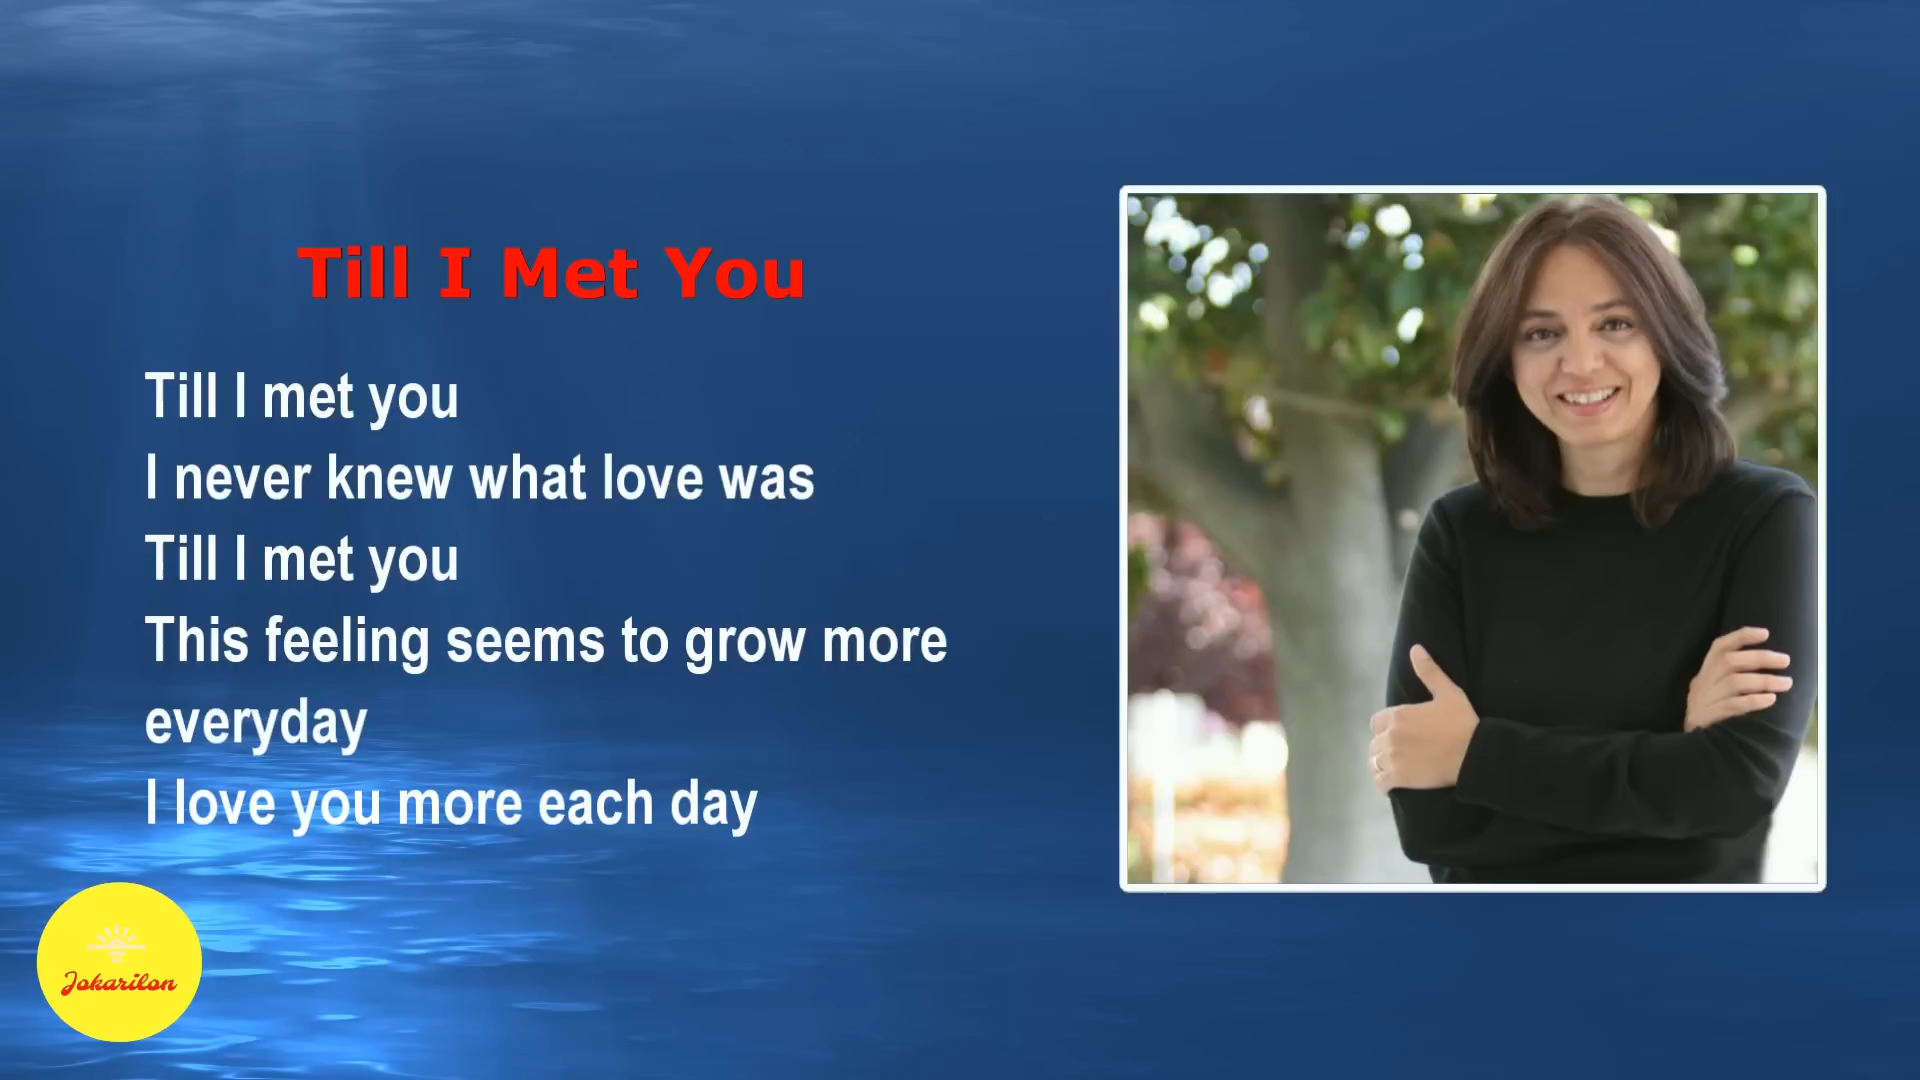 Till I Met You
Till I met you
I never knew what love was
Till I met you
This feeling seems to grow more
everyday
I love you more each day
Jokarilon